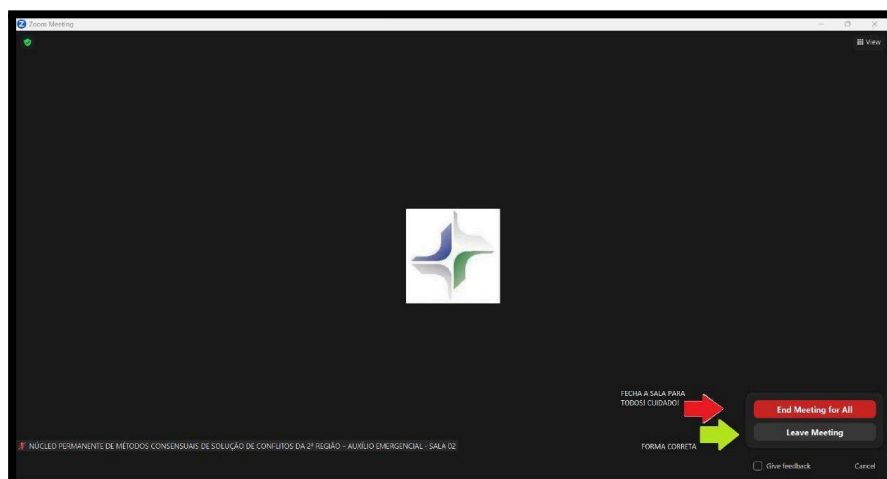 Zoom Meeting
View
FECHA A SALA PARA
TODOS! CUIDADO!
End Meeting for All
Leave Meeting
NÚCLEO PERMANENTE DE MÉTODOS CONSENSUAIS DE SOLUÇÃO DE CONFLITOS DA 2ª REGIÃO – AUXÍLIO EMERGENCIAL - SALA 02
FORMA CORRETA
Give feedback
Cancel